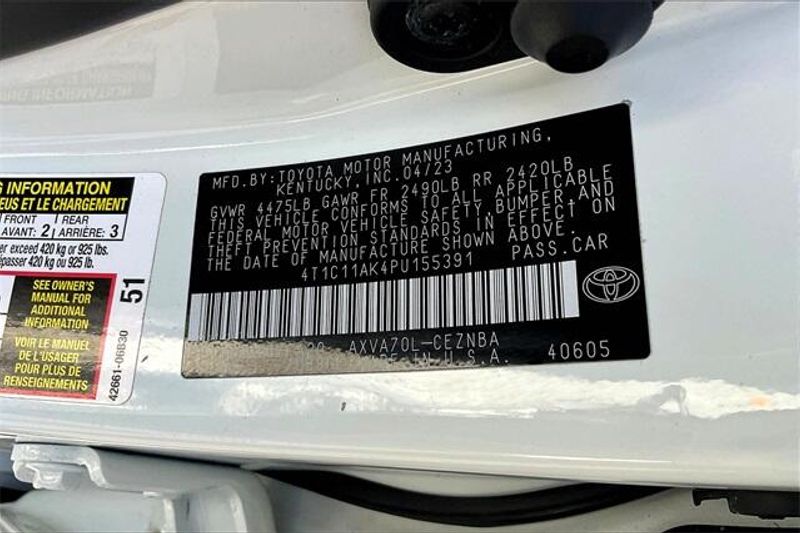 G INFORMATION
EUS ET LE CHARGEMENT
FRONT
AVANT: 2
REAR
ARRIÈRE: 3
er exceed 420 kg or 925 lbs.
épasser 420 kg ou 925 lb.
SEE OWNER'S
MANUAL FOR
ADDITIONAL
INFORMATION
VOIR LE MANUEL
DE L'USAGER
POUR PLUS DE
RENSEIGNEMENTS
51
42661-06B30
MFD.BY:TOYOTA MOTOR MANUFACTURING,
KENTUCKY,INC.04/23
GVWR 4475LB GAWR FR 2490LB RR 2420LB
THIS VEHICLE CONFORMS TO ALL APPLICABLE
FEDERAL MOTOR VEHICLE SAFETY,BUMPER,AND
THEFT PREVENTION STANDARDS IN EFFECT ON
THE DATE OF MANUFACTURE SHOWN ABOVE.
4T1C11AK4PU155391 PASS.CAR
AXVA70L-CEZNBA
IN U.S.A. 40605